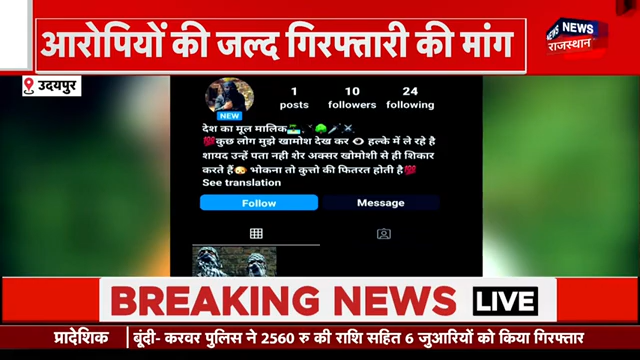 आरोपियों की जल्द गिरफ्तारी की मांग
NEWS
NEWS
राजस्थान
उदयपुर
1 10 24
posts followers following
NEW
देश का मूल मालिक
💯कुछ लोग मुझे खामोश देख कर 👁 हल्के में ले रहे है
शायद उन्हें पता नही शेर अक्सर खोमोशी से ही शिकार
करते हैं भोकना तो कुत्तो की फितरत होती है💯
See translation
Follow Message
BREAKING NEWS LIVE
प्रादेशिक बूंदी- करवर पुलिस ने 2560 रु की राशि सहित 6 जुआरियों को किया गिरफ्तार